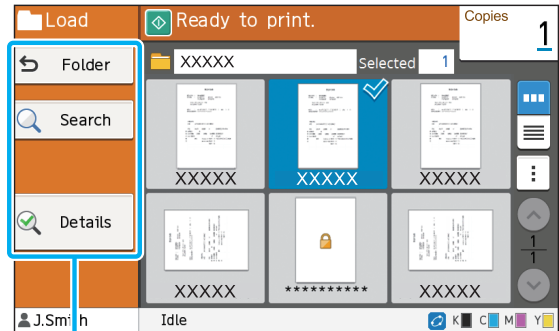 Load
Ready to print.
Copies
1
Folder
XXXXX
Selected
1
Search
XXXXX
XXXXX
XXXXX
Details
1
1
XXXXX
**********
XXXXX
J.Smith
Idle
K
C
M
Y